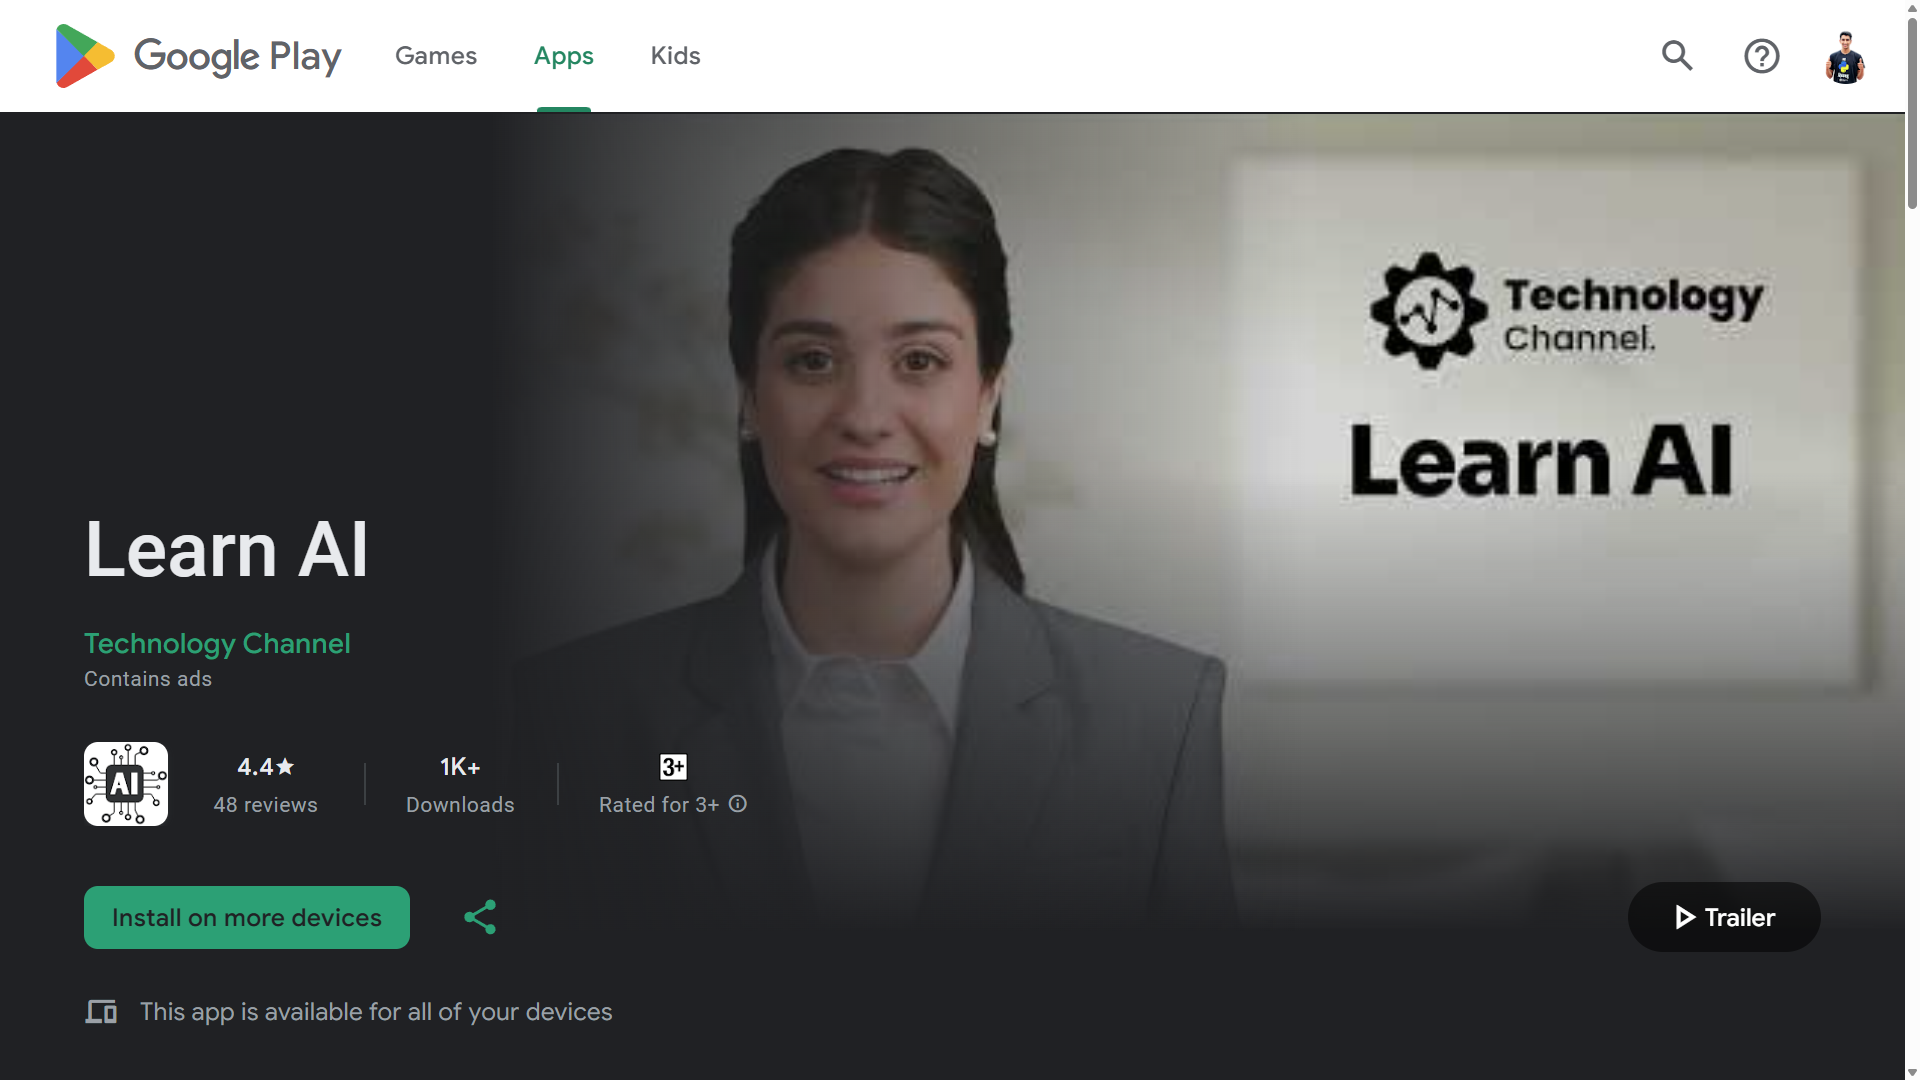 Google Play
Games
Apps
Kids
Technology
Channel.
Learn AI
Learn AI
Technology Channel
Contains ads
AI
4.4★
48 reviews
1K+
Downloads
3+
Rated for 3+
Install on more devices
Trailer
This app is available for all of your devices